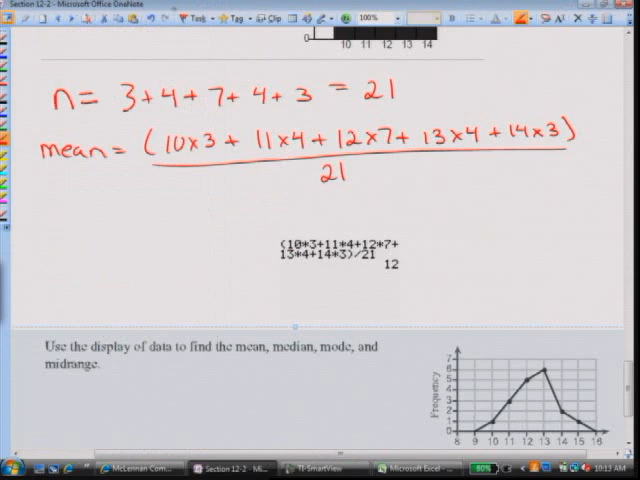 Section 12-2 - Microsoft Office OneNote
Task Tag Clip 100%
0
10 11 12 13 14
n = 3+4+7+4+3 = 21
mean = (10x3 + 11x4 + 12x7+ 13x4 +14x3)
21
(10*3+11*4+12*7+
13*4+14*3)/21
12
Use the display of data to find the mean, median, mode, and
midrange.
Frequency
7
6
5
4
3
2
1
0
8 9 10 11 12 13 14 15 16
McLennan Com... Section 12-2 - Mi... TI-SmartView Microsoft Excel - ... 80% 10:13 AM